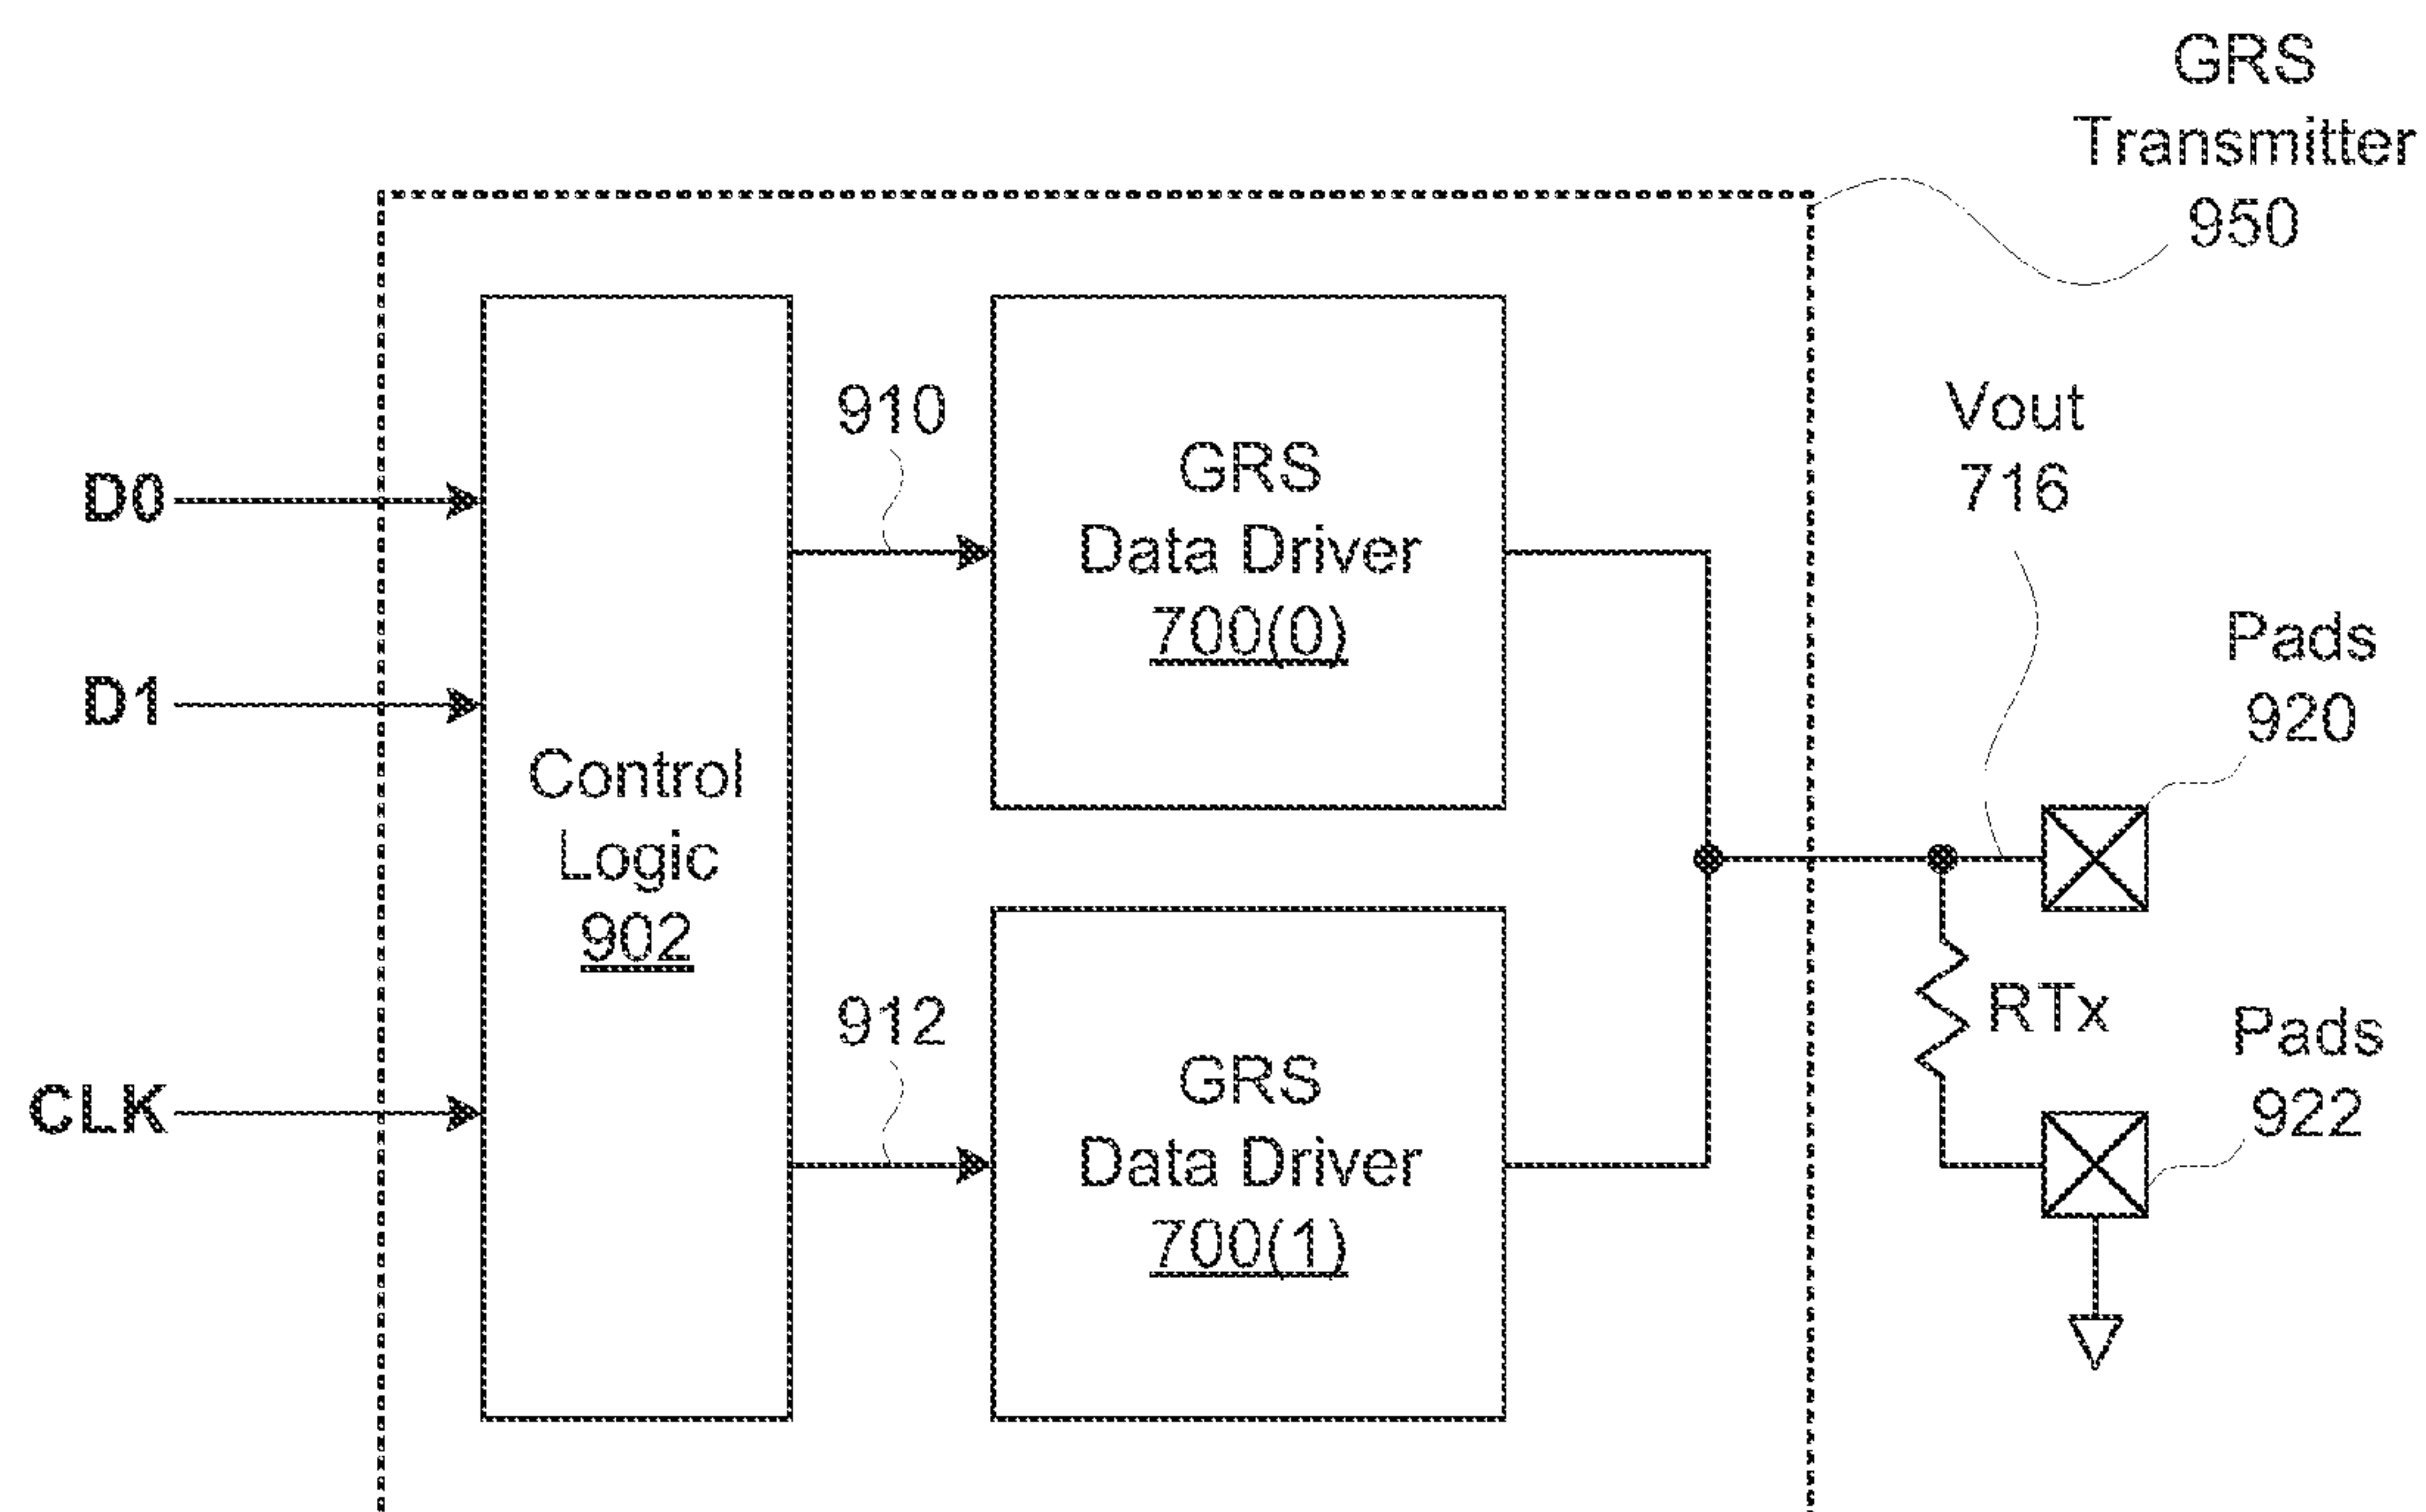 GRS
Transmitter
950
910
GRS
Data Driver
700(0)
Vout
716
D0
D1
Pads
920
Control
Logic
902
912
RTx
Pads
922
GRS
Data Driver
700(1)
CLK